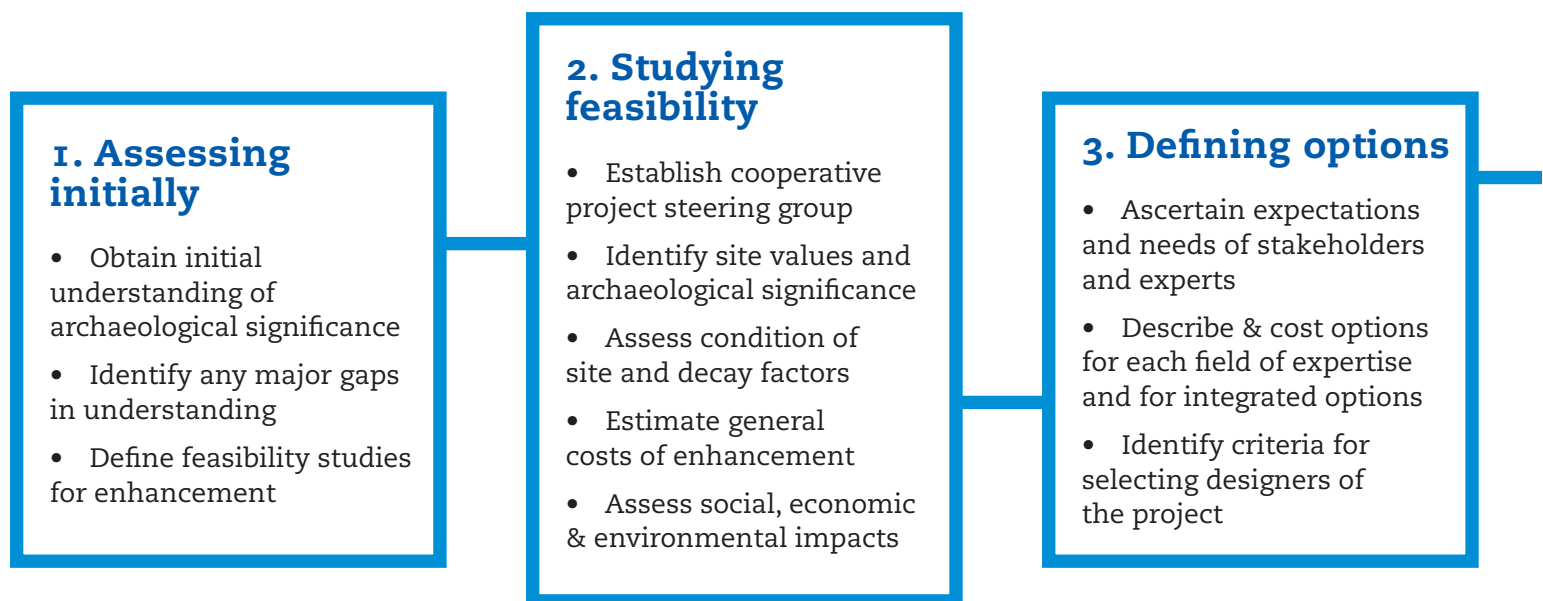 1. Assessing
initially
• Obtain initial
understanding of
archaeological significance
• Identify any major gaps
in understanding
• Define feasibility studies
for enhancement
2. Studying
feasibility
• Establish cooperative
project steering group
• Identify site values and
archaeological significance
• Assess condition of
site and decay factors
• Estimate general
costs of enhancement
• Assess social, economic
& environmental impacts
3. Defining options
• Ascertain expectations
and needs of stakeholders
and experts
• Describe & cost options
for each field of expertise
and for integrated options
• Identify criteria for
selecting designers of
the project